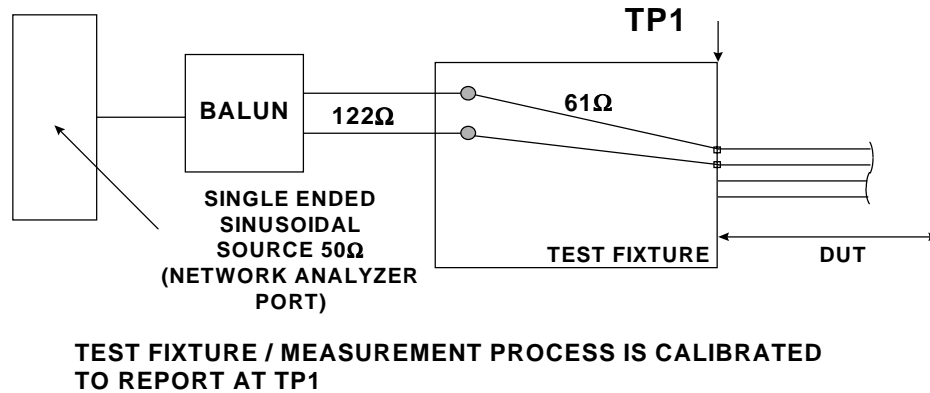 TP1
BALUN
122Ω
61Ω
SINGLE ENDED
SINUSOIDAL
SOURCE 50Ω
(NETWORK ANALYZER
PORT)
TEST FIXTURE
DUT
TEST FIXTURE / MEASUREMENT PROCESS IS CALIBRATED
TO REPORT AT TP1